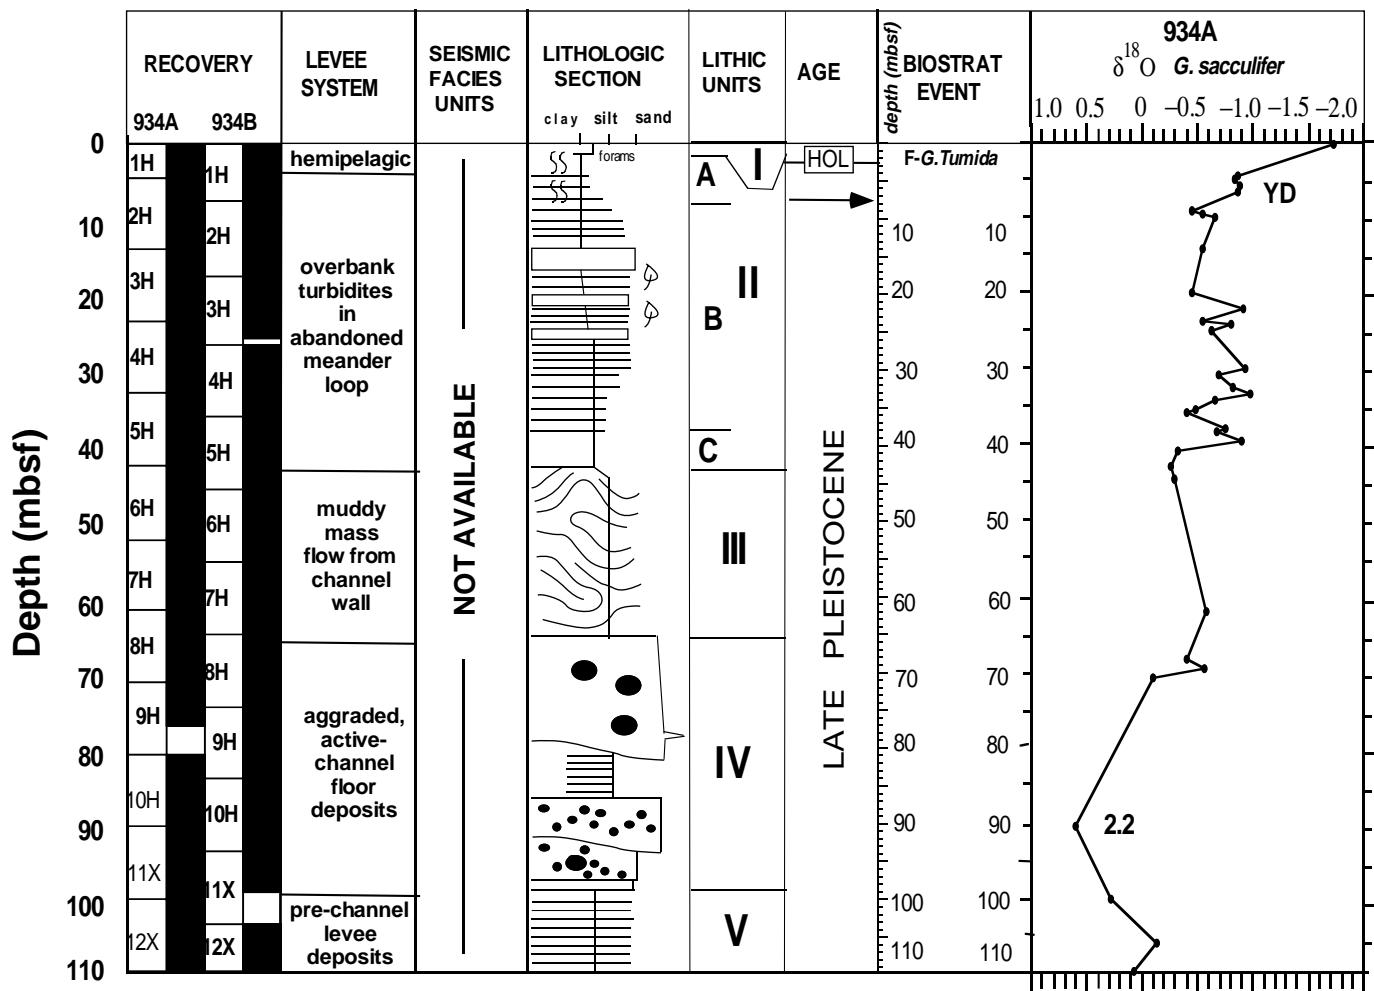 RECOVERY
934A 934B
LEVEE
SYSTEM
SEISMIC
FACIES
UNITS
LITHOLOGIC
SECTION
clay silt sand
LITHIC
UNITS
AGE
depth (mbsf)
BIOSTRAT
EVENT
934A
δ18O G. sacculifer
1.0 0.5 0 −0.5 −1.0 −1.5 −2.0
Depth (mbsf)
0
10
20
30
40
50
60
70
80
90
100
110
1H
2H
3H
4H
5H
6H
7H
8H
9H
10H
11X
12X
1H
2H
3H
4H
5H
6H
7H
8H
9H
10H
11X
12X
hemipelagic
overbank
turbidites
in
abandoned
meander
loop
muddy
mass
flow from
channel
wall
aggraded,
active-
channel
floor
deposits
pre-channel
levee
deposits
NOT AVAILABLE
forams
I
A
II
B
C
III
IV
V
HOL
LATE PLEISTOCENE
F-G.Tumida
10
20
30
40
50
60
70
80
90
100
110
10
20
30
40
50
60
70
80
90
100
110
YD
2.2